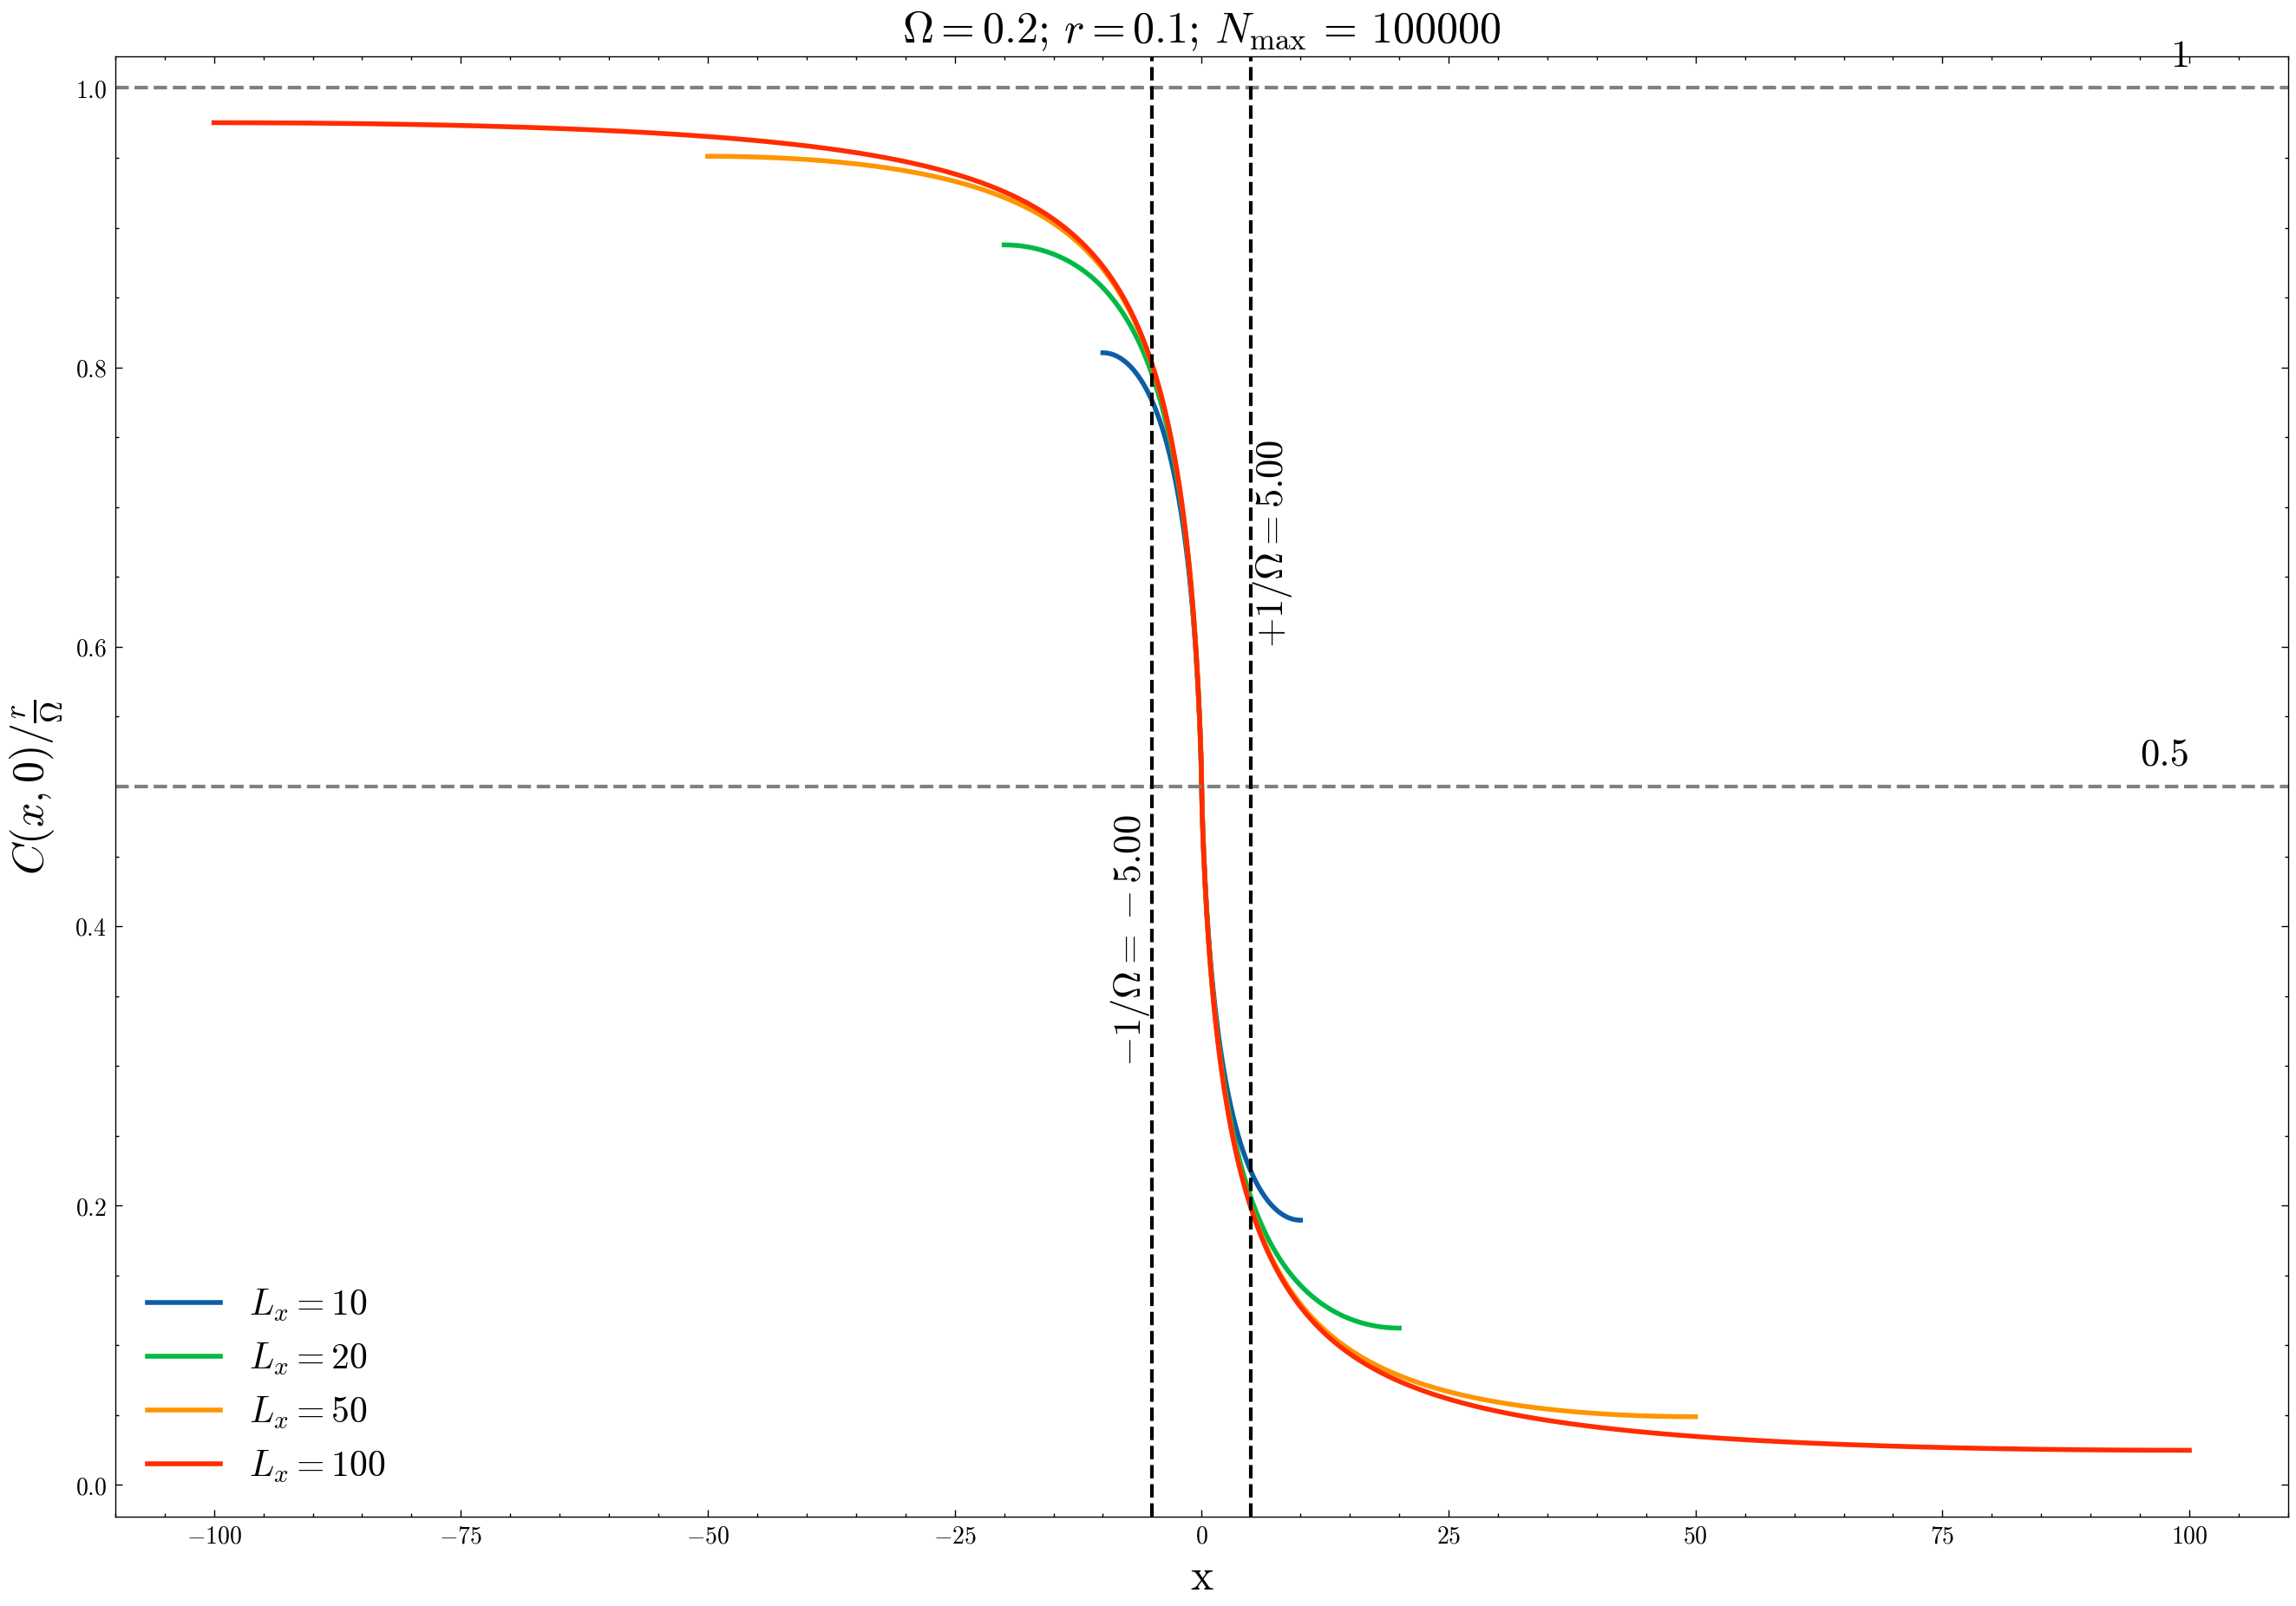 Ω = 0.2; r = 0.1; N_max = 100000
1
1.0
0.8
0.6
0.4
0.2
0.0
C(x, 0)/r/Ω
+1/Ω = 5.00
0.5
−1/Ω = −5.00
L_x = 10
L_x = 20
L_x = 50
L_x = 100
−100 −75 −50 −25 0 25 50 75 100
x